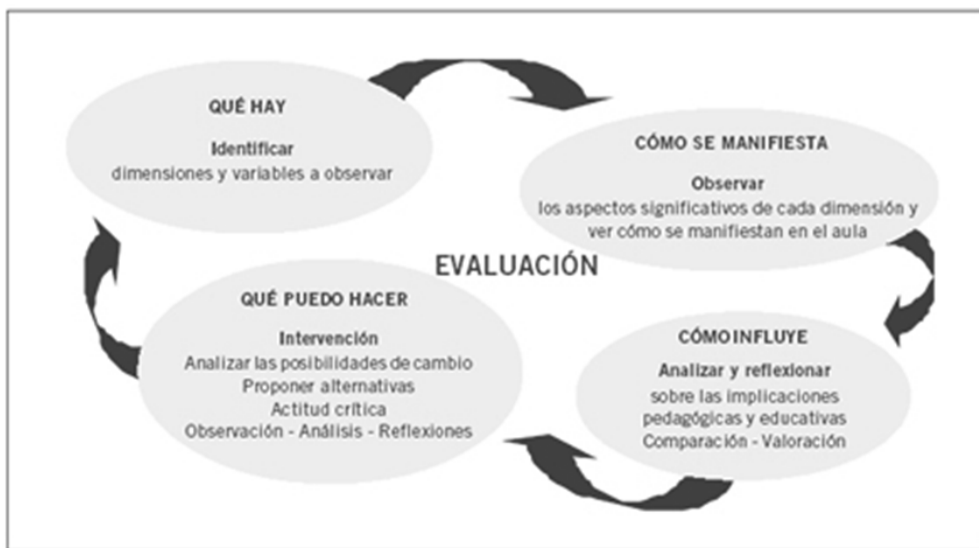 QUÉ HAY
Identificar
dimensiones y variables a observar
CÓMO SE MANIFIESTA
Observar
los aspectos significativos de cada dimensión y
ver cómo se manifiestan en el aula
EVALUACIÓN
CÓMO INFLUYE
Analizar y reflexionar
sobre las implicaciones
pedagógicas y educativas
Comparación - Valoración
QUÉ PUEDO HACER
Intervención
Analizar las posibilidades de cambio
Proponer alternativas
Actitud crítica
Observación - Análisis - Reflexiones